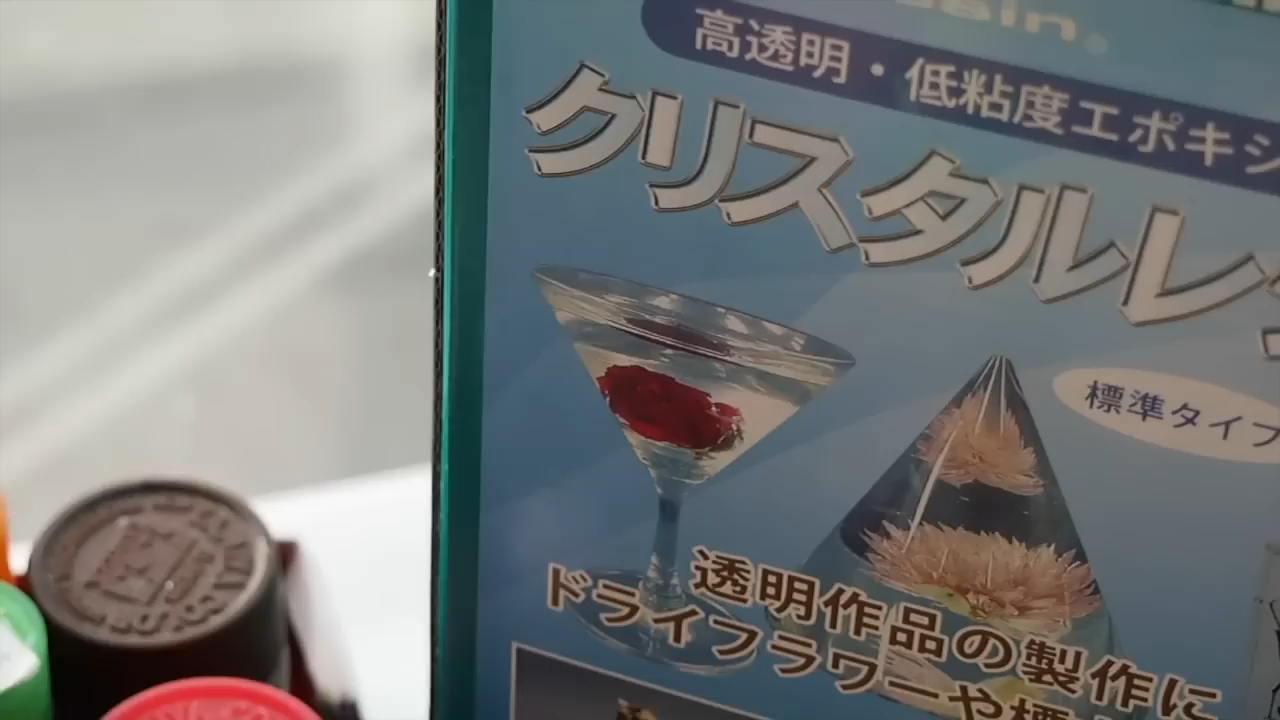 高透明・低粘度エポキシ
クリスタルレ
標準タイプ
透明作品の製作に
ドライフラワーや標